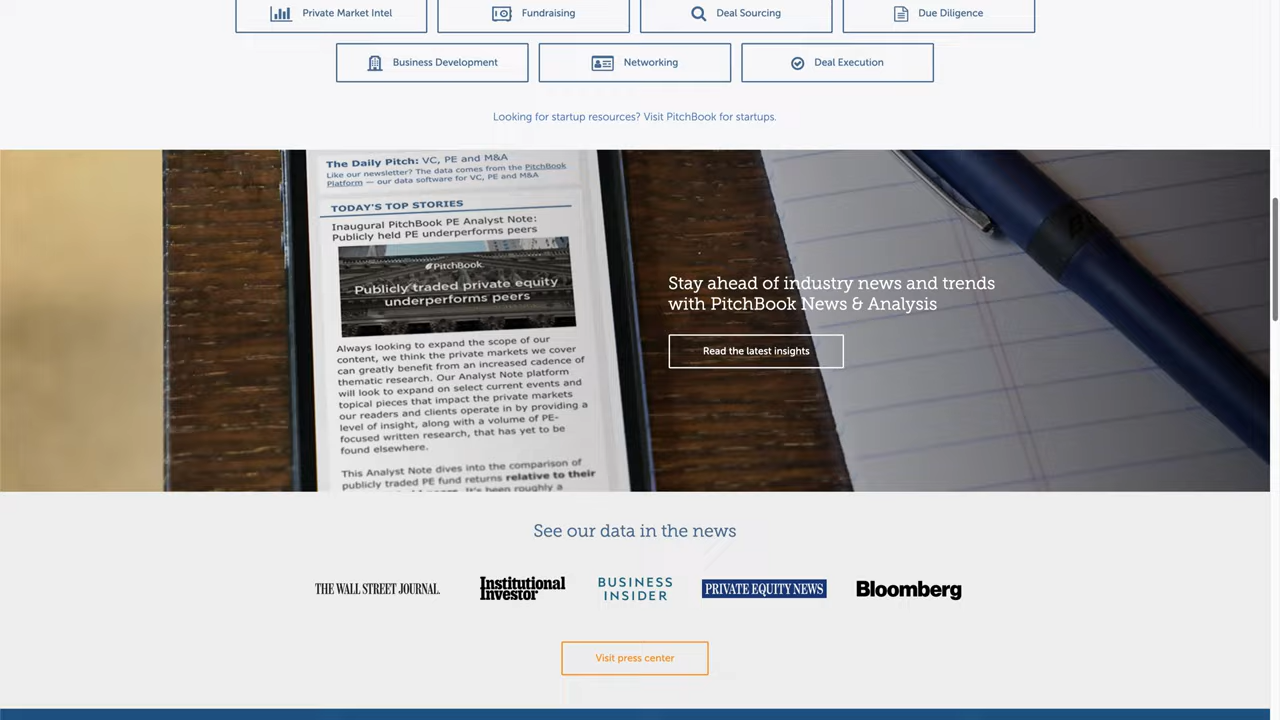 Private Market Intel
Fundraising
Deal Sourcing
Due Diligence
Business Development
Networking
Deal Execution
Looking for startup resources? Visit PitchBook for startups.
The Daily Pitch: VC, PE and M&A
Like our newsletter? The data comes from the PitchBook
Platform — our data software for VC, PE and M&A
TODAY'S TOP STORIES
Inaugural PitchBook PE Analyst Note:
Publicly held PE underperforms peers
PitchBook
Publicly traded private equity
underperforms peers
Always looking to expand the scope of our
content, we think the private markets we cover
can greatly benefit from an increased cadence of
thematic research. Our Analyst Note platform
will look to expand on select current events and
topical pieces that impact the private markets
our readers and clients operate in by providing a
level of insight, along with a volume of PE-
focused written research, that has yet to be
found elsewhere.
This Analyst Note dives into the comparison of
publicly traded PE fund returns relative to their
It's been roughly a
Stay ahead of industry news and trends
with PitchBook News & Analysis
Read the latest insights
See our data in the news
THE WALL STREET JOURNAL.
Institutional
Investor
BUSINESS
INSIDER
PRIVATE EQUITY NEWS
Bloomberg
Visit press center